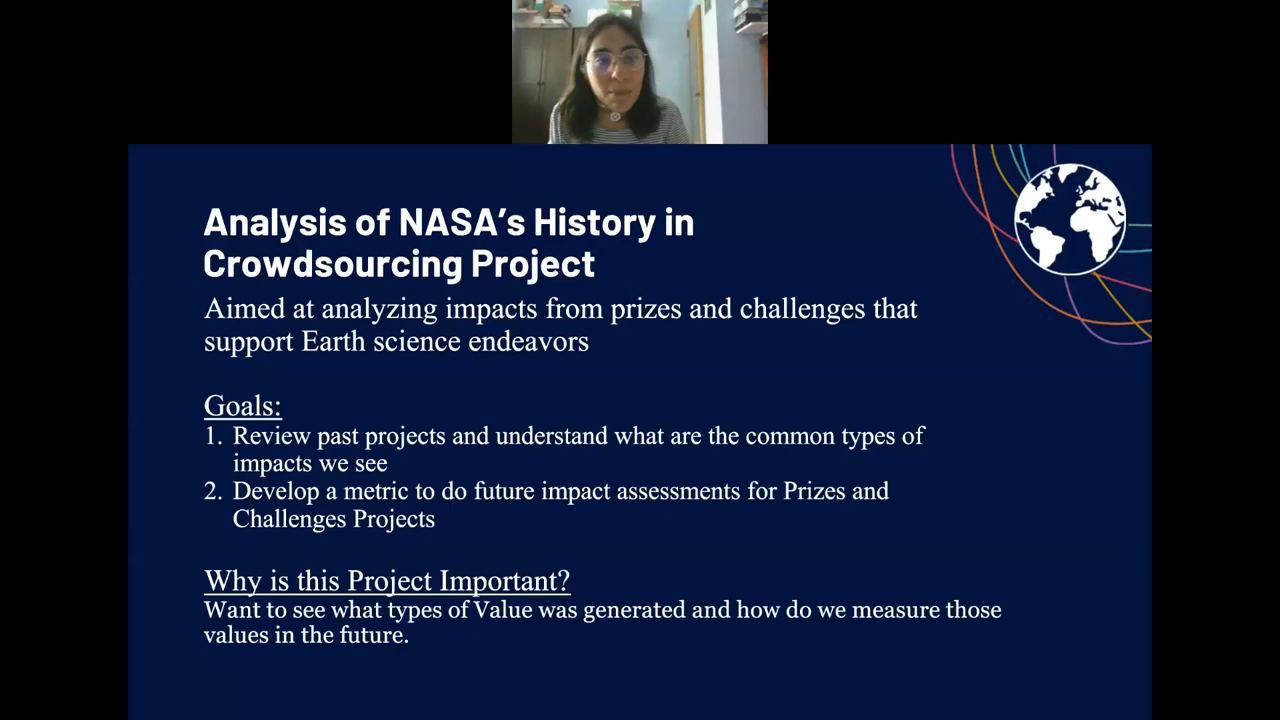 Analysis of NASA’s History in
Crowdsourcing Project
Aimed at analyzing impacts from prizes and challenges that
support Earth science endeavors
Goals:
1. Review past projects and understand what are the common types of
impacts we see
2. Develop a metric to do future impact assessments for Prizes and
Challenges Projects
Why is this Project Important?
Want to see what types of Value was generated and how do we measure those
values in the future.